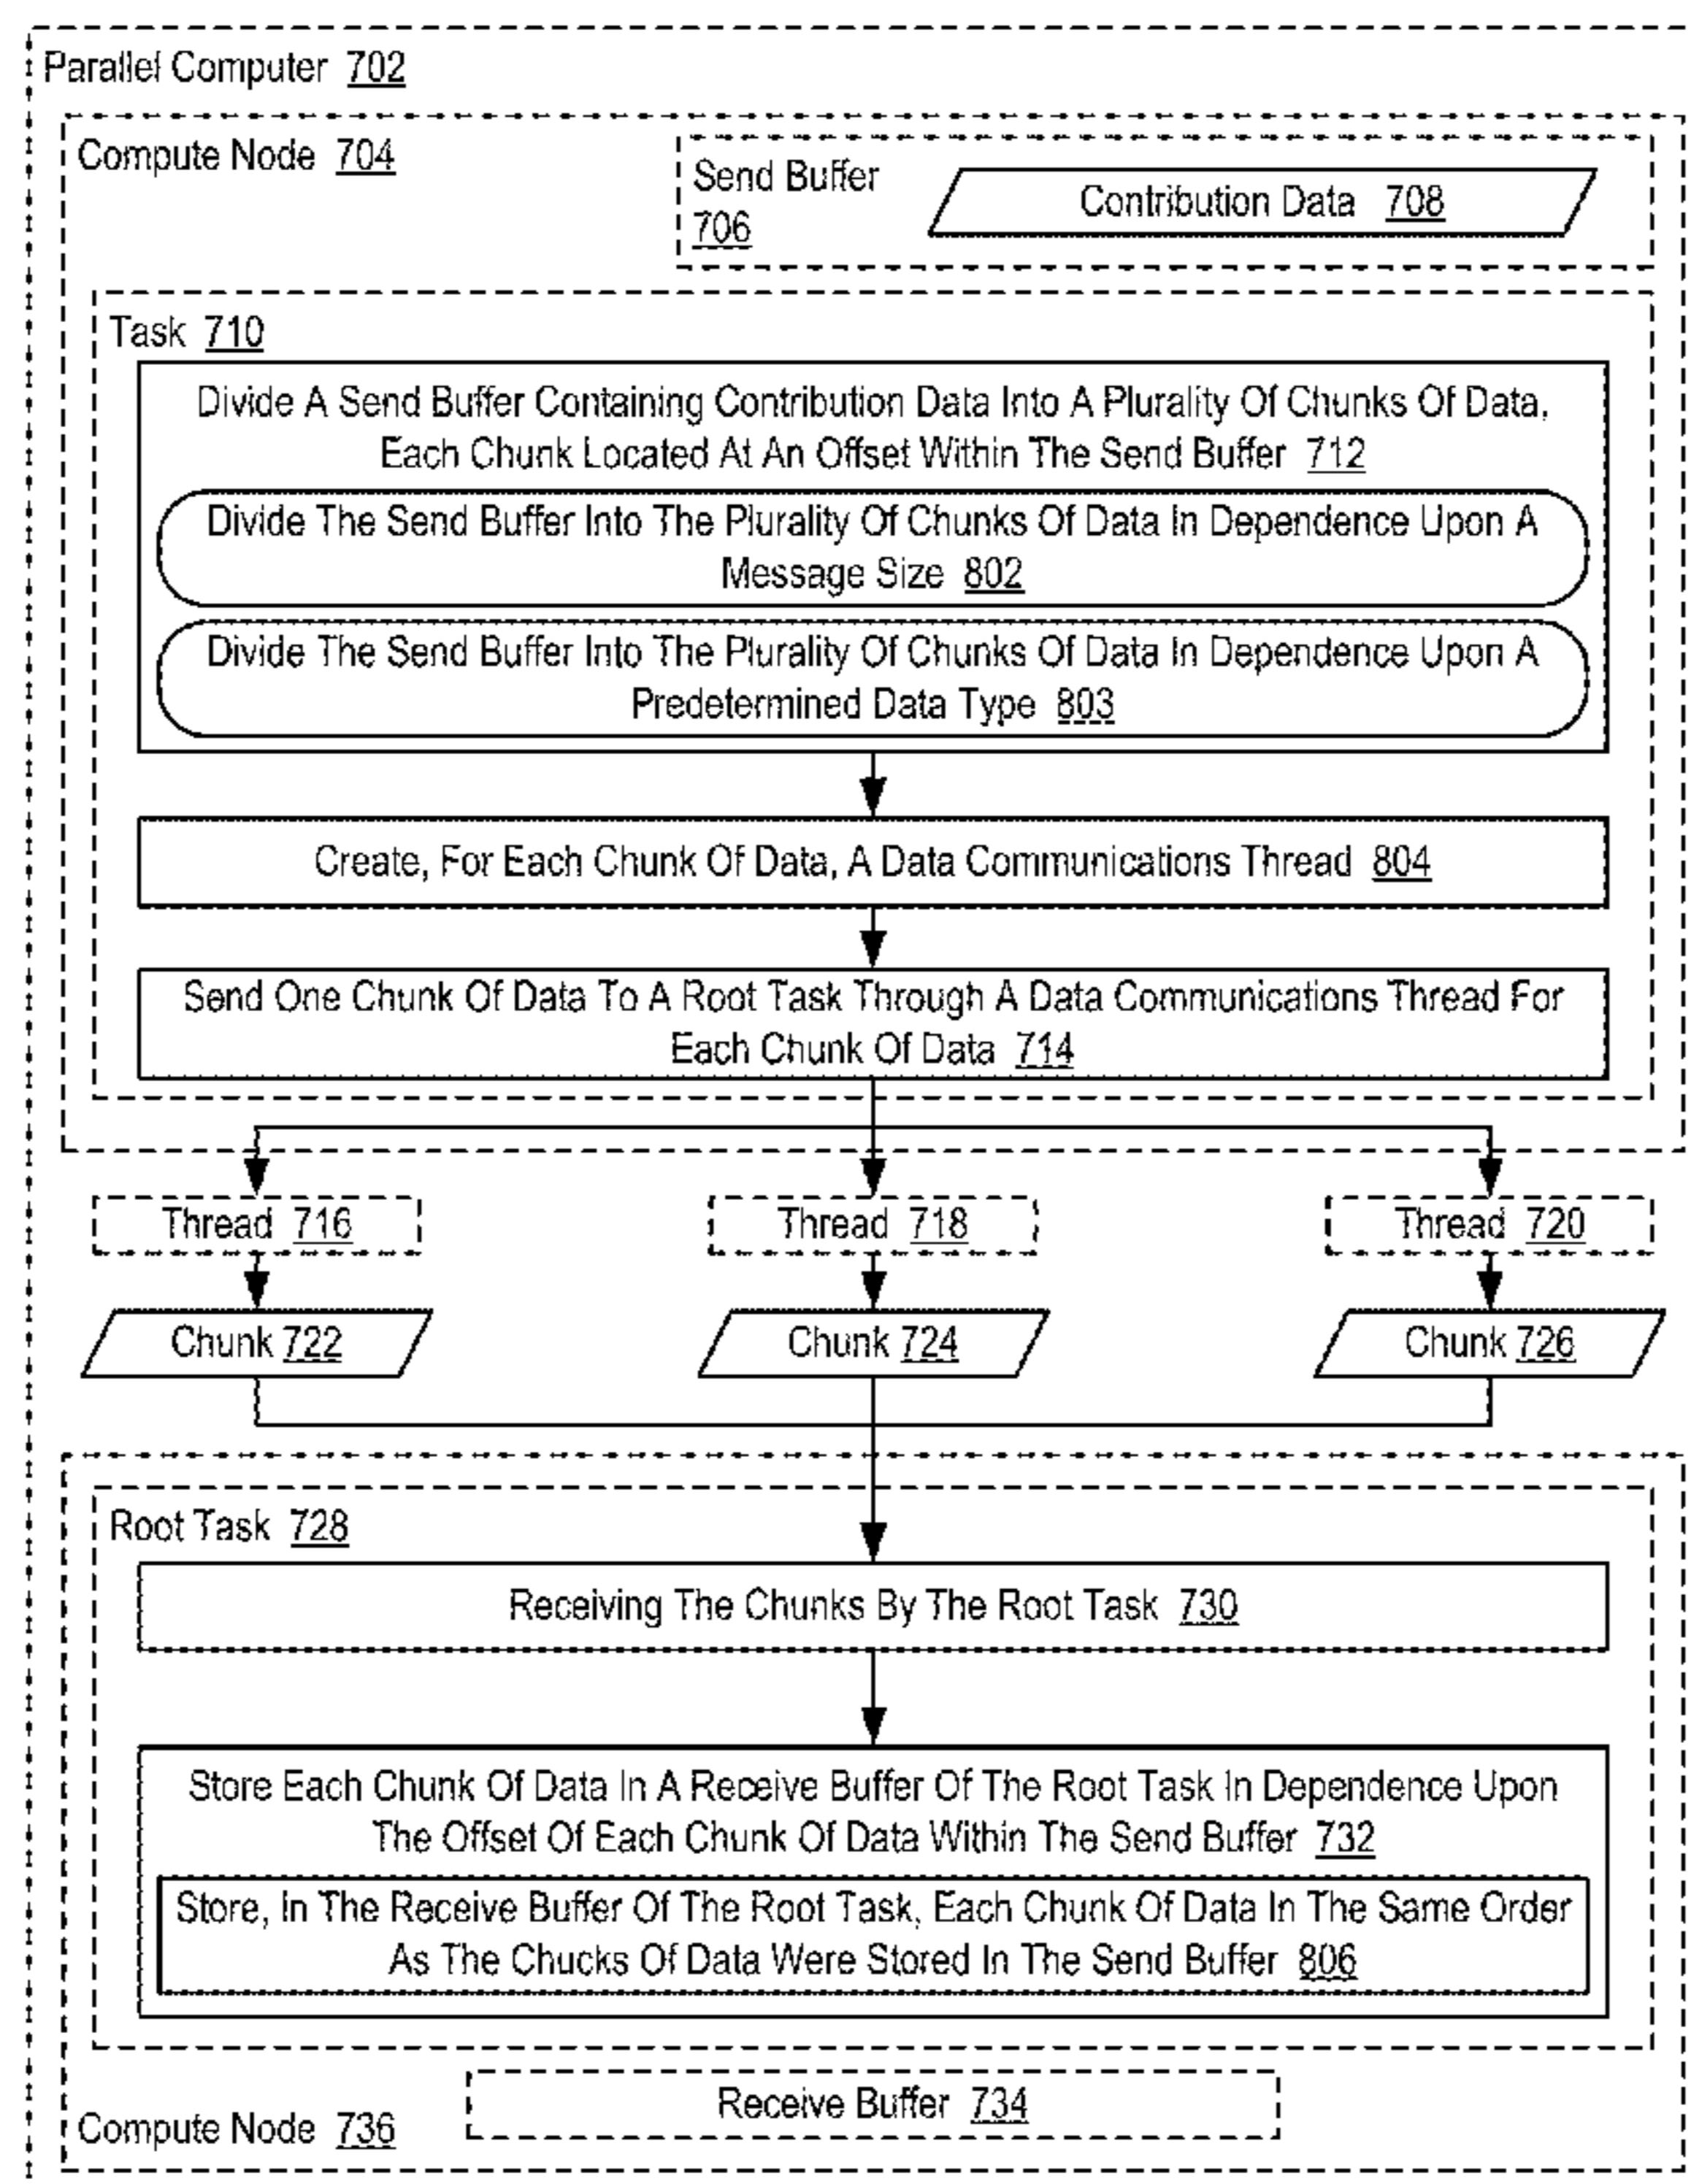 Parallel Computer 702
Compute Node 704
Send Buffer
706
Contribution Data 708
Task 710
Divide A Send Buffer Containing Contribution Data Into A Plurality Of Chunks Of Data,
Each Chunk Located At An Offset Within The Send Buffer 712
Divide The Send Buffer Into The Plurality Of Chunks Of Data In Dependence Upon A
Message Size 802
Divide The Send Buffer Into The Plurality Of Chunks Of Data In Dependence Upon A
Predetermined Data Type 803
Create, For Each Chunk Of Data, A Data Communications Thread 804
Send One Chunk Of Data To A Root Task Through A Data Communications Thread For
Each Chunk Of Data 714
Thread 716
Thread 718
Thread 720
Chunk 722
Chunk 724
Chunk 726
Root Task 728
Receiving The Chunks By The Root Task 730
Store Each Chunk Of Data In A Receive Buffer Of The Root Task In Dependence Upon
The Offset Of Each Chunk Of Data Within The Send Buffer 732
Store, In The Receive Buffer Of The Root Task, Each Chunk Of Data In The Same Order
As The Chucks Of Data Were Stored In The Send Buffer 806
Receive Buffer 734
Compute Node 736